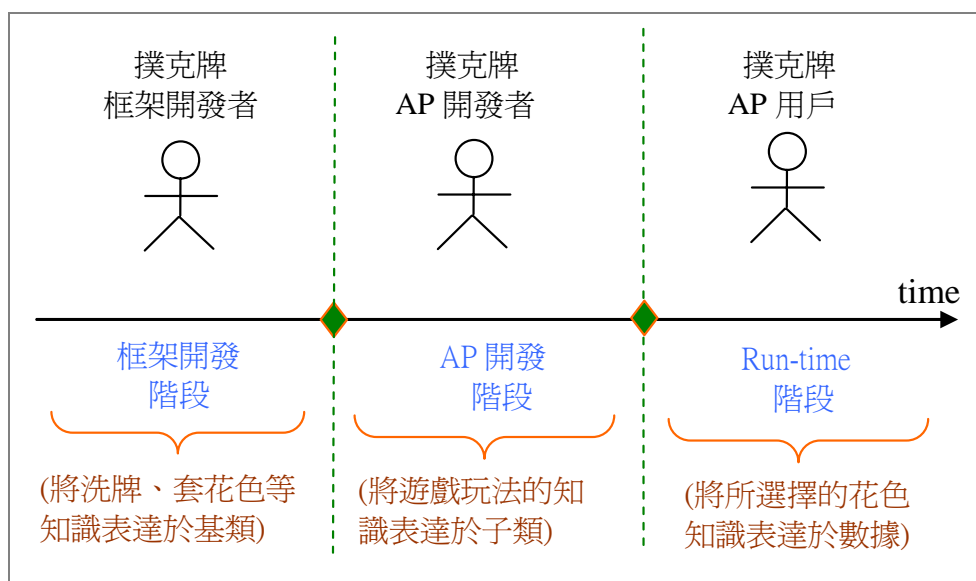 撲克牌
框架開發者
撲克牌
AP 開發者
撲克牌
AP 用戶
time
框架開發
階段
AP 開發
階段
Run-time
階段
(將洗牌、套花色等
知識表達於基類)
(將遊戲玩法的知
識表達於子類)
(將所選擇的花色
知識表達於數據)